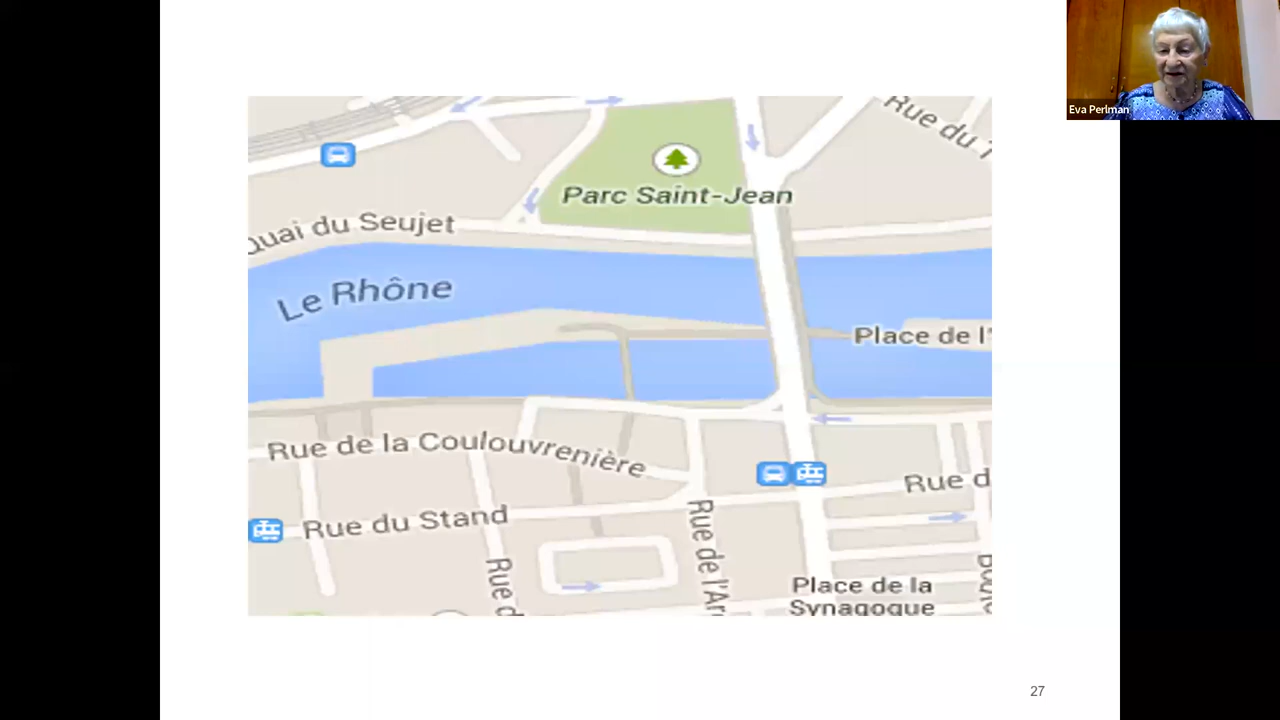 Eva Perlman
Rue du
Parc Saint-Jean
Quai du Seujet
Le Rhône
Place de l'
Rue de la Coulouvrenière
Rue d
Rue du Stand
Rue de l'Ar
Rue d
Place de la
Synagogue
27